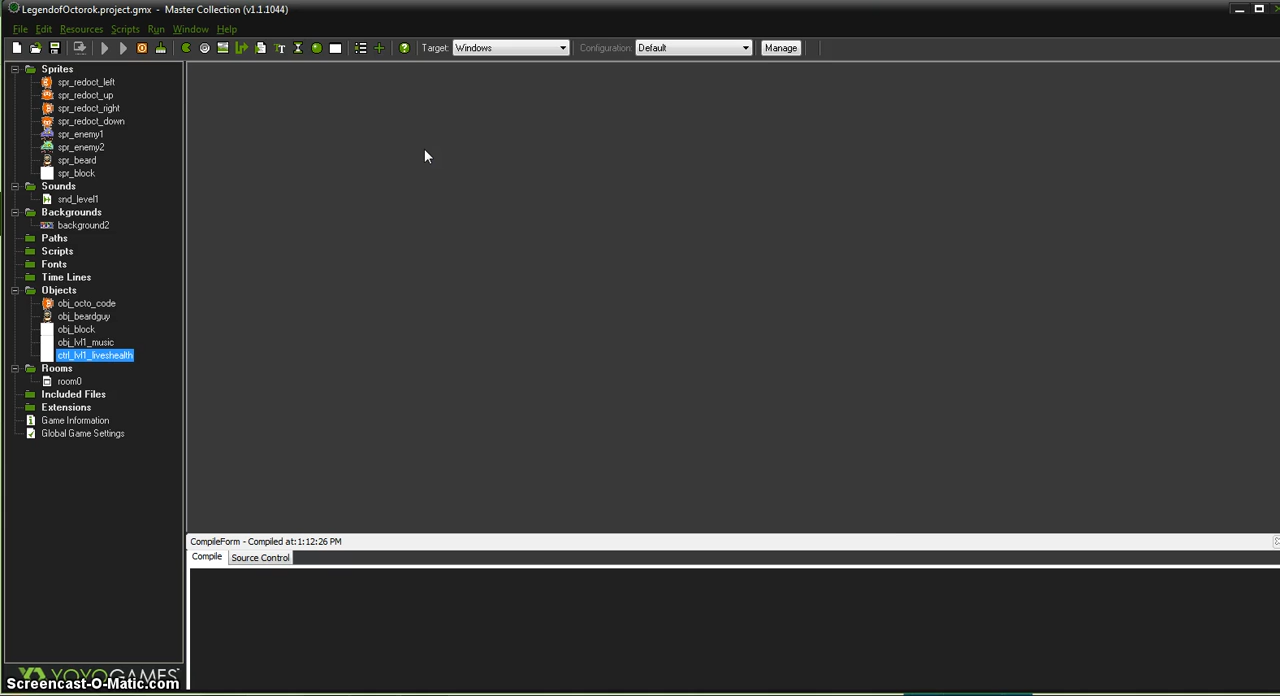 LegendofOctorok.project.gmx - Master Collection (v1.1.1044)
File Edit Resources Scripts Run Window Help
Target: Windows Configuration: Default Manage
Sprites
spr_redoct_left
spr_redoct_up
spr_redoct_right
spr_redoct_down
spr_enemy1
spr_enemy2
spr_beard
spr_block
Sounds
snd_level1
Backgrounds
background2
Paths
Scripts
Fonts
Time Lines
Objects
obj_octo_code
obj_beardguy
obj_block
obj_lvl1_music
ctrl_lvl1_liveshealth
Rooms
room0
Included Files
Extensions
Game Information
Global Game Settings
CompileForm - Compiled at: 1:12:26 PM
Compile Source Control
YOYOGAMES
Screencast-O-Matic.com